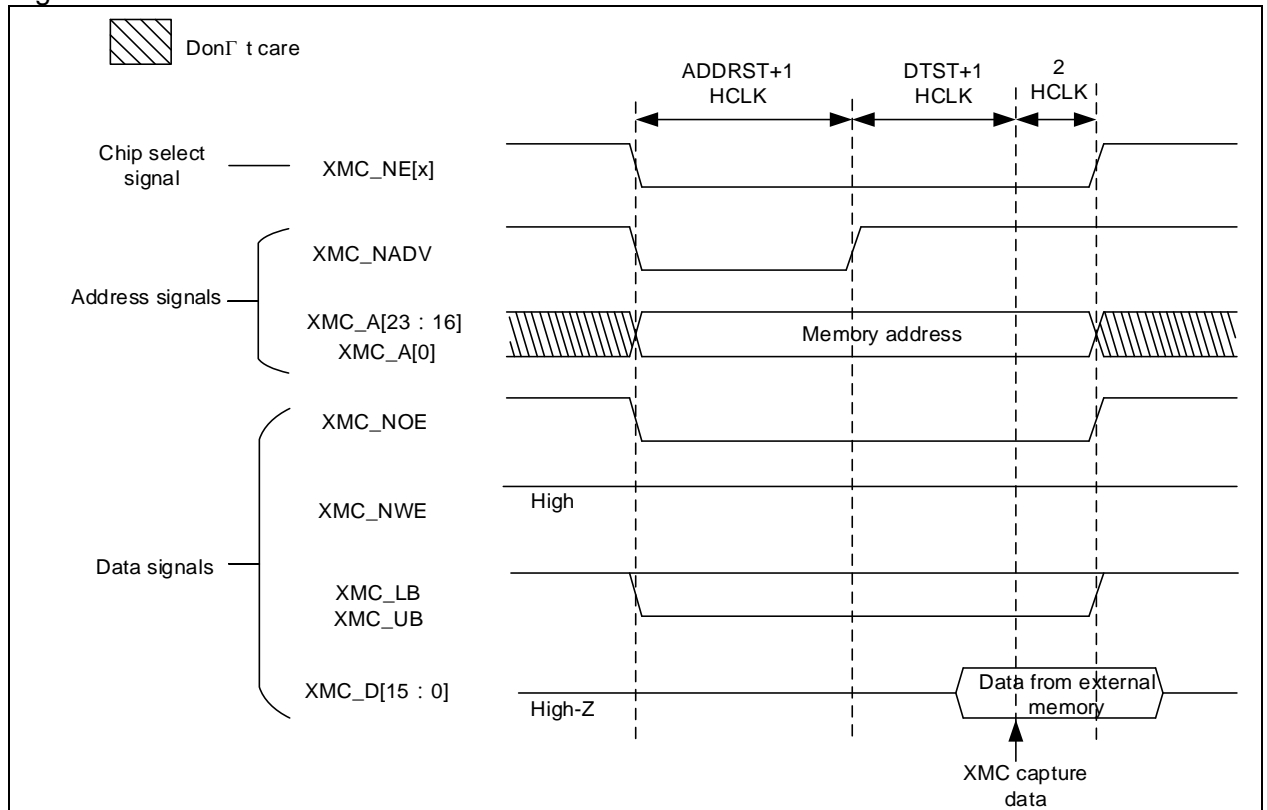 DonΓ t care
ADDRST+1
HCLK
DTST+1
HCLK
2
HCLK
Chip select
signal
XMC_NE[x]
XMC_NADV
Address signals
XMC_A[23 : 16]
XMC_A[0]
Memory address
XMC_NOE
XMC_NWE
High
Data signals
XMC_LB
XMC_UB
XMC_D[15 : 0]
High-Z
Data from external
memory
XMC capture
data